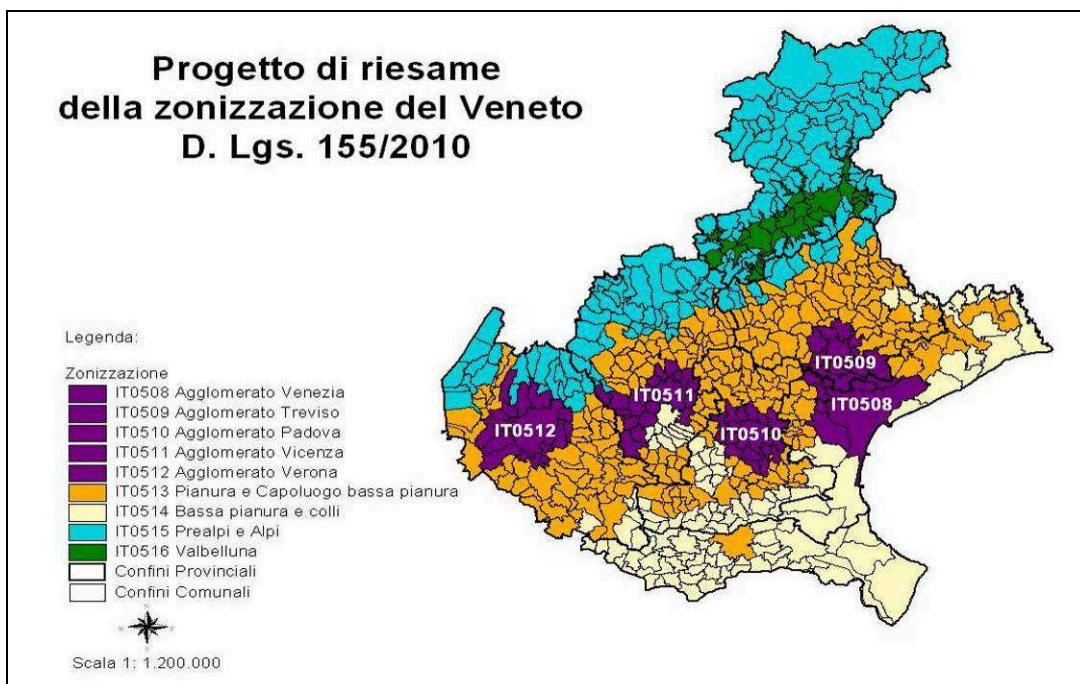 Progetto di riesame
della zonizzazione del Veneto
D. Lgs. 155/2010
Legenda:
Zonizzazione
IT0508 Agglomerato Venezia
IT0509 Agglomerato Treviso
IT0510 Agglomerato Padova
IT0511 Agglomerato Vicenza
IT0512 Agglomerato Verona
IT0513 Pianura e Capoluogo bassa pianura
IT0514 Bassa pianura e colli
IT0515 Prealpi e Alpi
IT0516 Valbelluna
Confini Provinciali
Confini Comunali
Scala 1: 1.200.000
IT0509
IT0511
IT0508
IT0512
IT0510